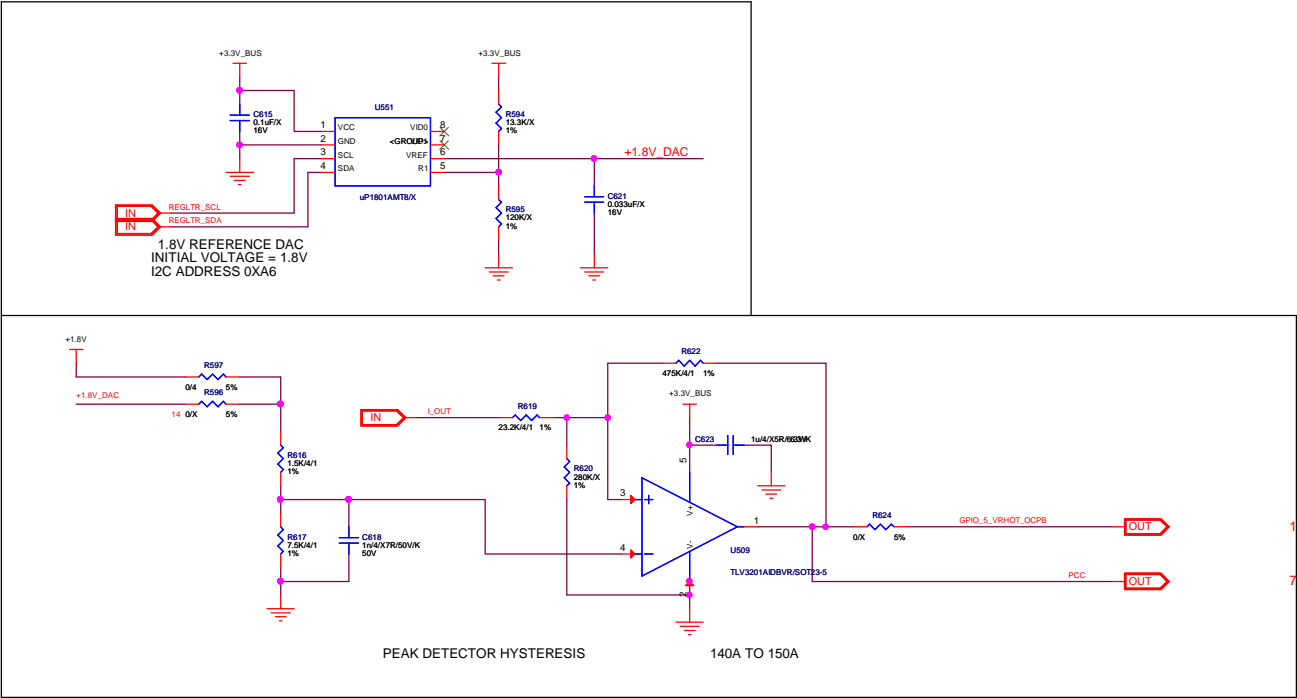 +3.3V_BUS
+3.3V_BUS
C615
0.1uF/X
16V
U551
1 VCC
2 GND
3 SCL
4 SDA
VID0 8
<GROUP>
7
VREF 6
R1 5
uP1801AMT8/X
R594
13.3K/X
1%
+1.8V_DAC
R595
120K/X
1%
C621
0.033uF/X
16V
IN REGLTR_SCL
IN REGLTR_SDA
1.8V REFERENCE DAC
INITIAL VOLTAGE = 1.8V
I2C ADDRESS 0XA6
+1.8V
R597
0/4 5%
+1.8V_DAC
R596
14 0/X 5%
R616
1.5K/4/1
1%
R617
7.5K/4/1
1%
C618
1n/4/X7R/50V/K
50V
IN I_OUT
R619
23.2K/4/1 1%
R620
280K/X
1%
R622
475K/4/1 1%
+3.3V_BUS
C623
5
3
4
1
2
V+
V-
U509
TLV3201AIDBVR/SOT23-5
R624
0/X 5%
GPIO_5_VRHOT_OCPB
OUT
1
PCC
OUT
7
PEAK DETECTOR HYSTERESIS
140A TO 150A